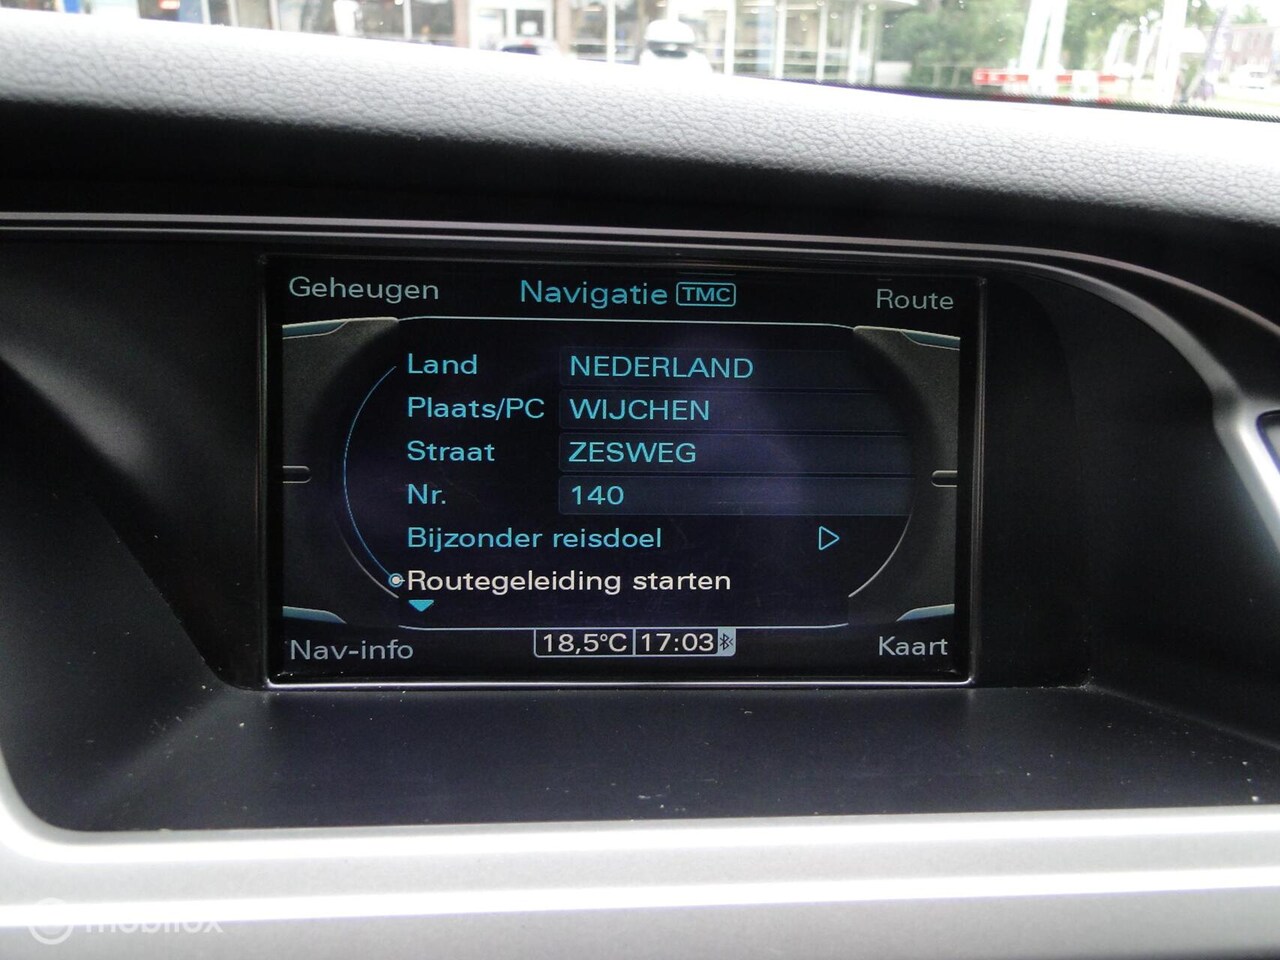 Geheugen
Navigatie TMC
Route
Land NEDERLAND
Plaats/PC WIJCHEN
Straat ZESWEG
Nr. 140
Bijzonder reisdoel
Routegeleiding starten
Nav-info
18,5°C 17:03
Kaart
mobilox